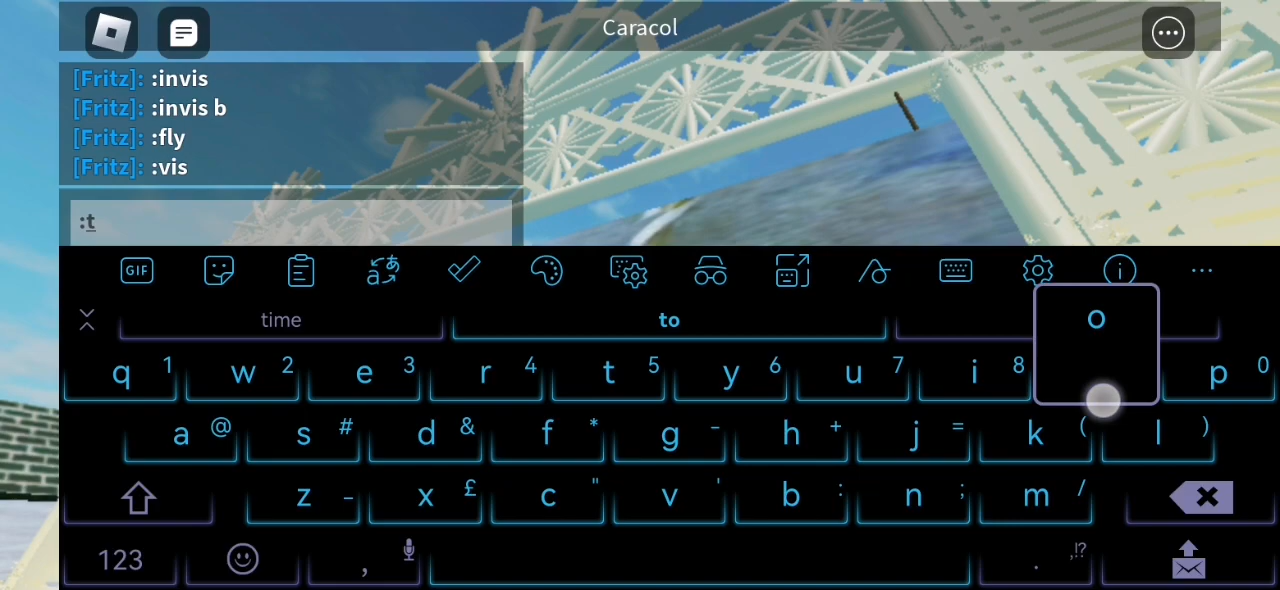 Caracol
[Fritz]: :invis
[Fritz]: :invis b
[Fritz]: :fly
[Fritz]: :vis
:t
GIF
time to
o
q 1 w 2 e 3 r 4 t 5 y 6 u 7 i 8 p 0
a @ s # d & f * g - h + j = k ( l )
z _ x £ c " v ' b : n ; m /
123 , . ,!?